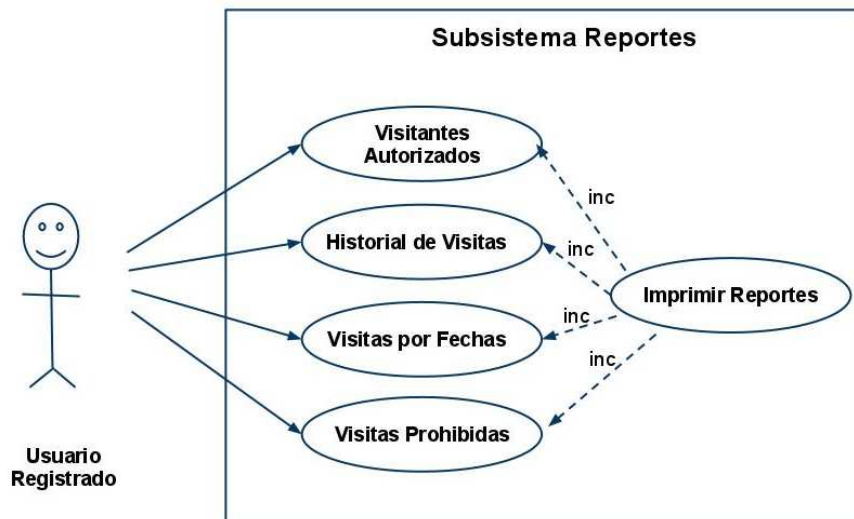 Subsistema Reportes
Visitantes
Autorizados
inc
Historial de Visitas
inc
Imprimir Reportes
Visitas por Fechas
inc
inc
Visitas Prohibidas
Usuario
Registrado